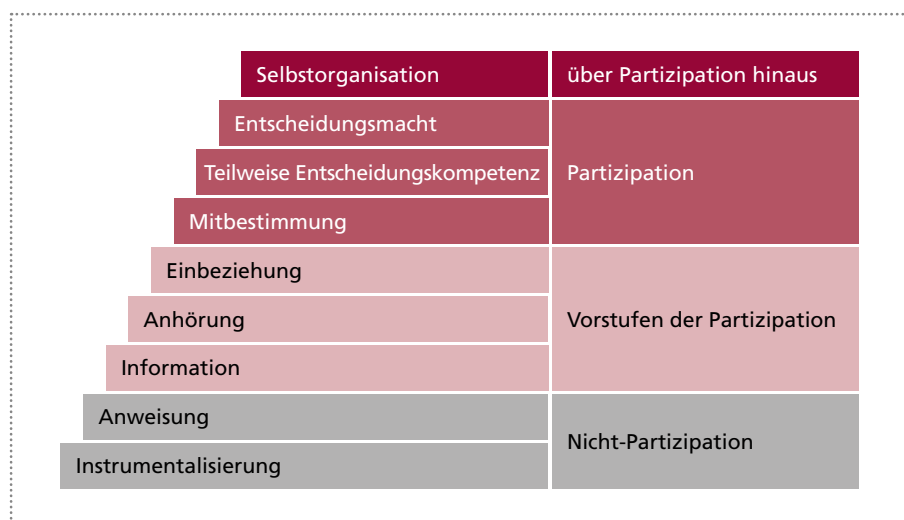 Selbstorganisation
über Partizipation hinaus
Entscheidungsmacht
Teilweise Entscheidungskompetenz
Partizipation
Mitbestimmung
Einbeziehung
Anhörung
Vorstufen der Partizipation
Information
Anweisung
Nicht-Partizipation
Instrumentalisierung